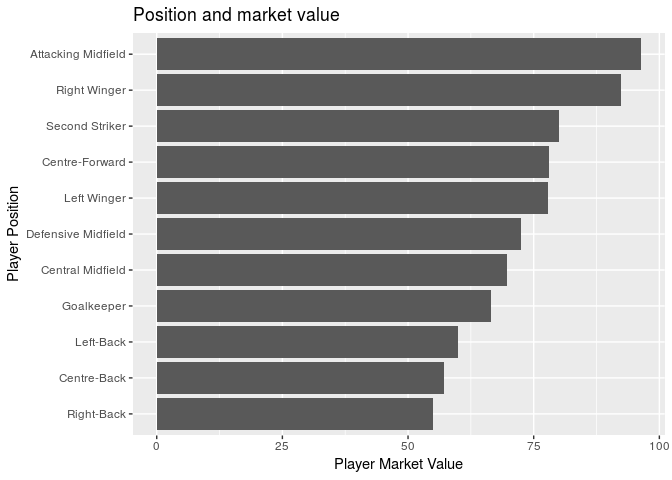 Position and market value
Player Position
Attacking Midfield
Right Winger
Second Striker
Centre-Forward
Left Winger
Defensive Midfield
Central Midfield
Goalkeeper
Left-Back
Centre-Back
Right-Back
0 25 50 75 100
Player Market Value